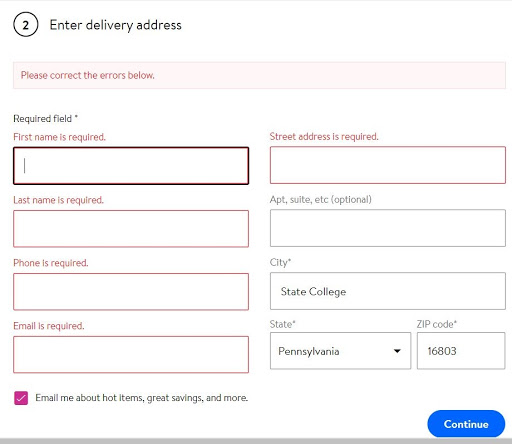 2 Enter delivery address
Please correct the errors below.
Required field *
First name is required.
Last name is required.
Phone is required.
Email is required.
Email me about hot items, great savings, and more.
Street address is required.
Apt, suite, etc (optional)
City*
State College
State*
Pennsylvania
ZIP code*
16803
Continue